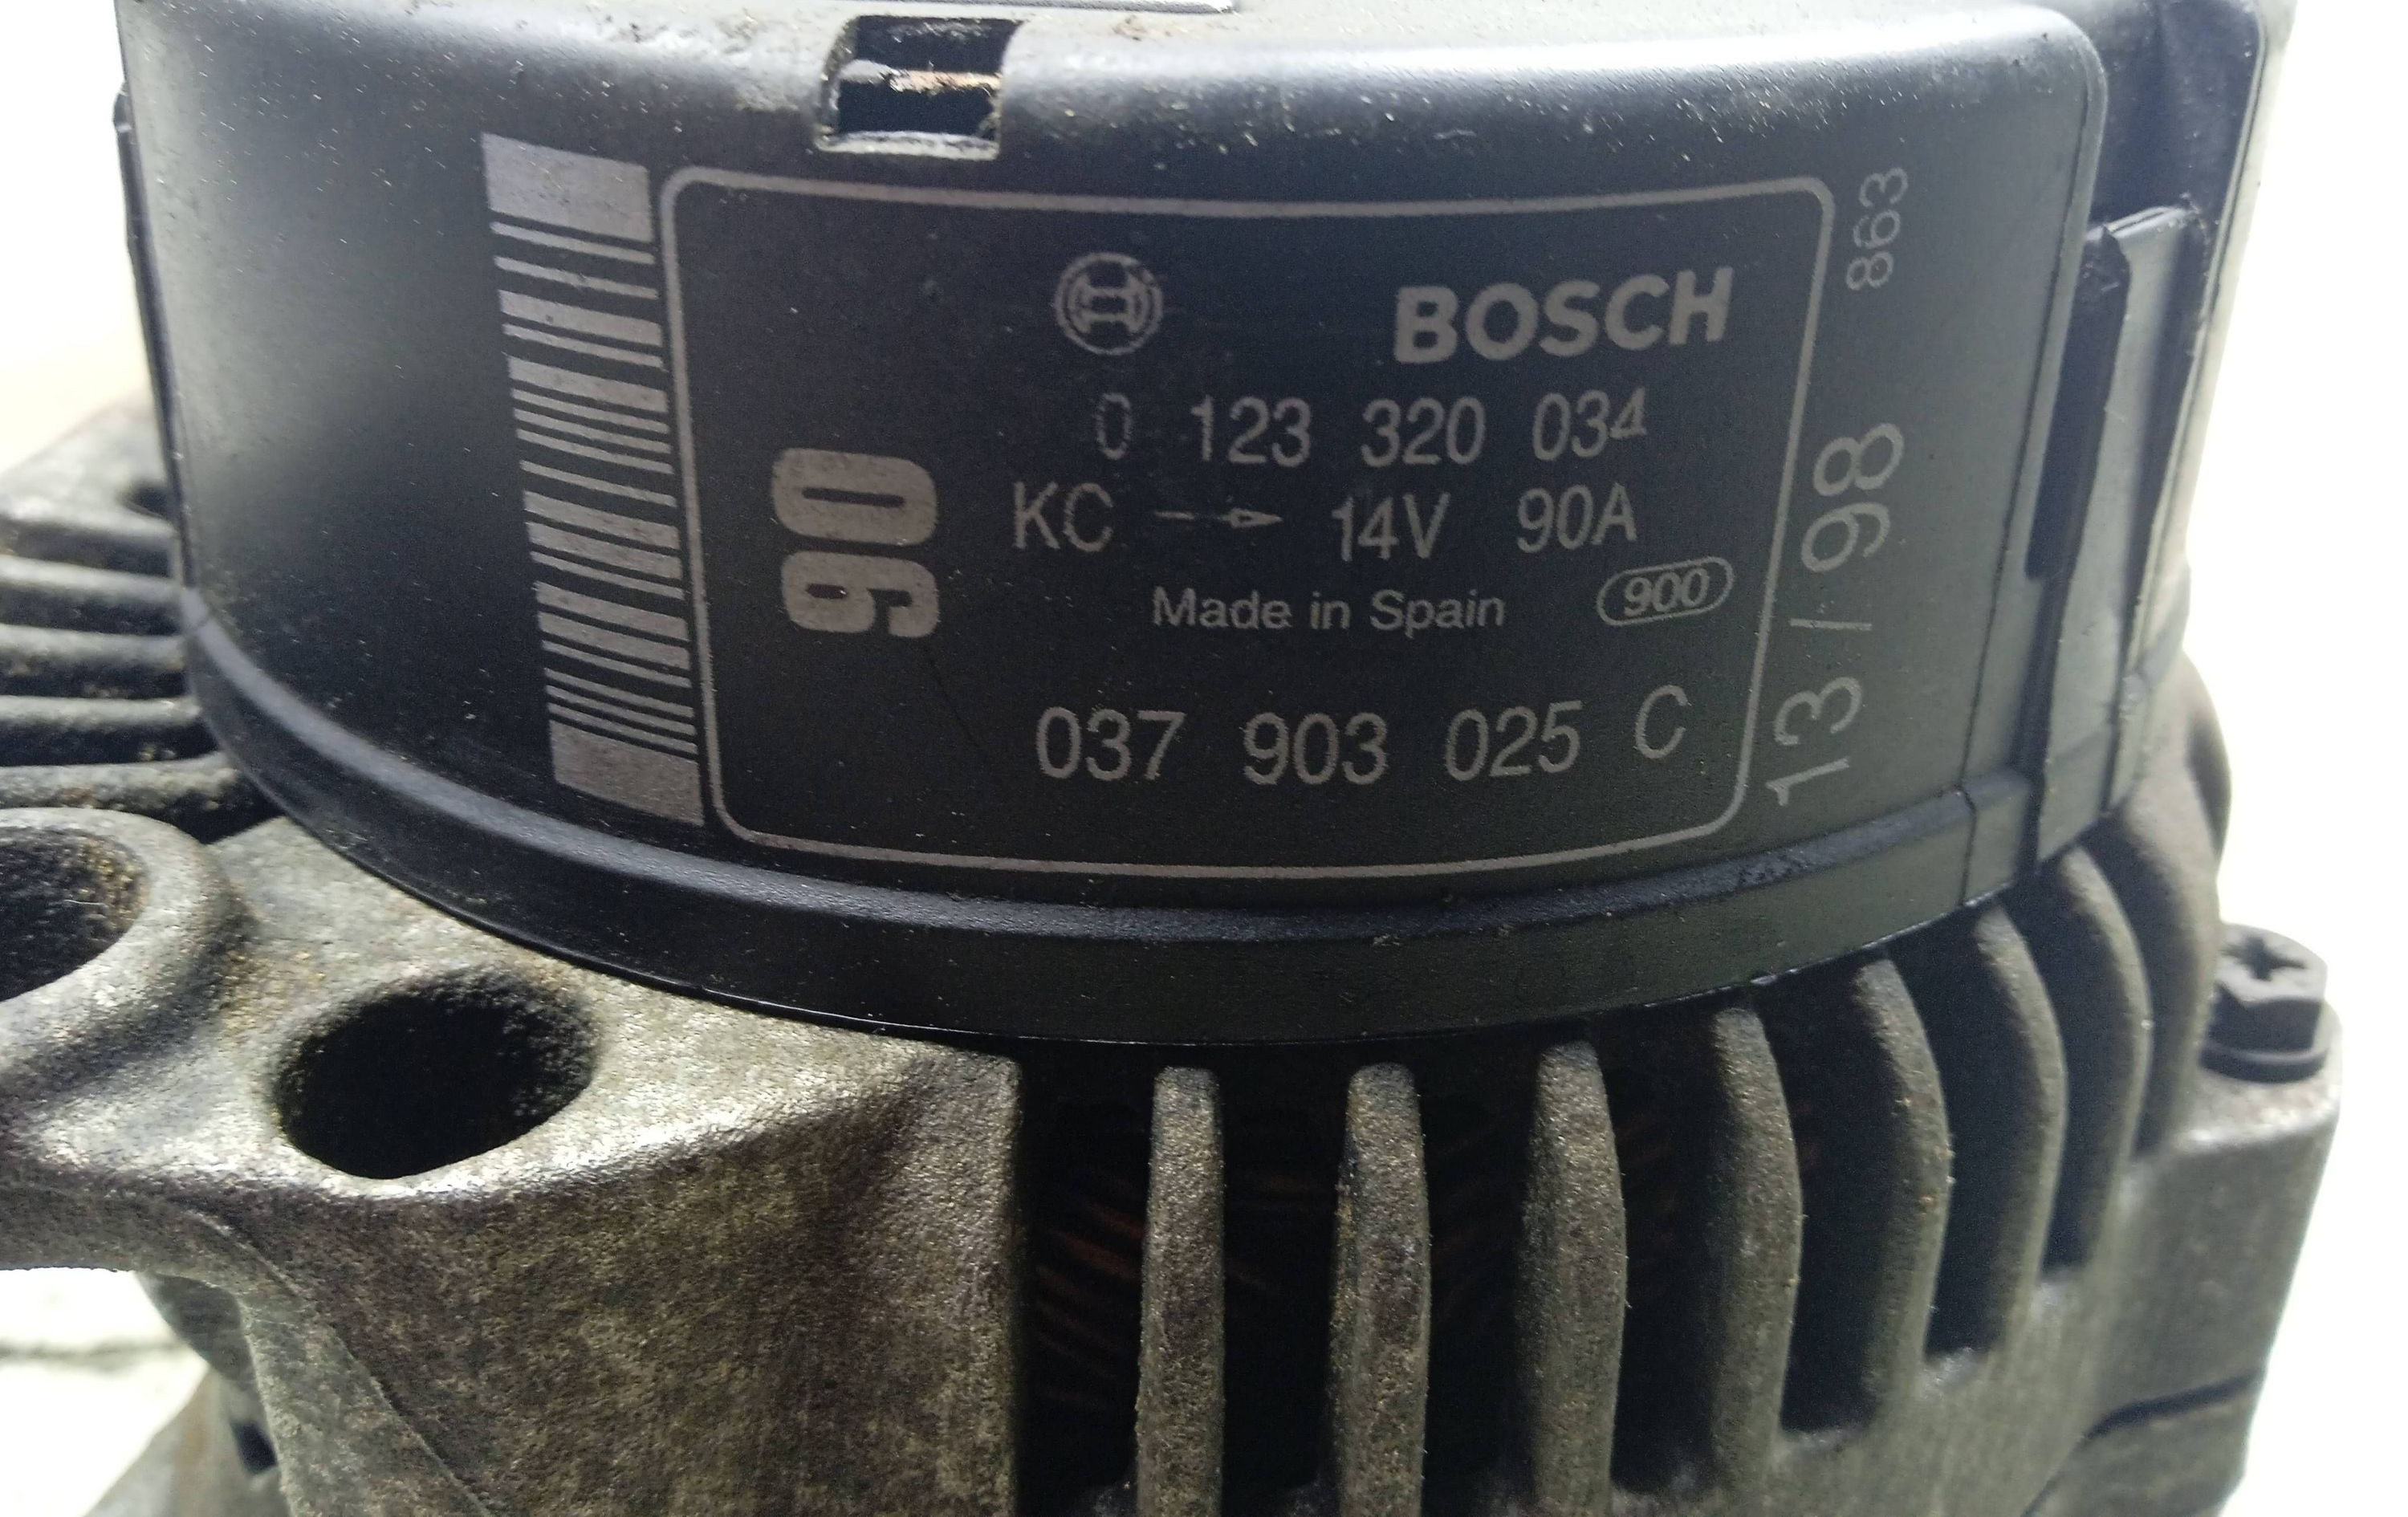 BOSCH
0 123 320 034
KC 14V 90A
Made in Spain 900
037 903 025 C
90
13/98
863